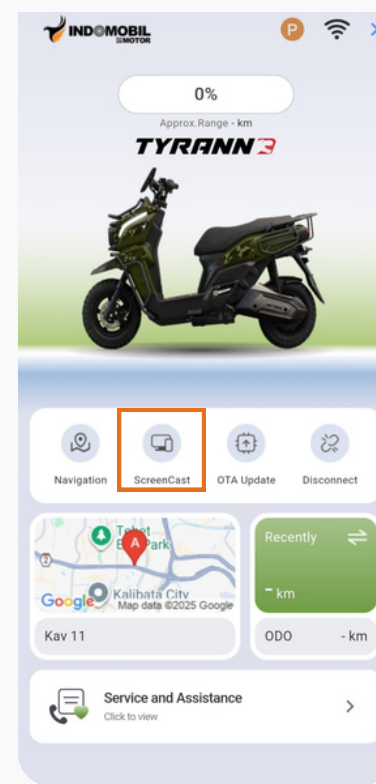 INDOMOBIL
EMOTOR
P
0%
Approx.Range - km
TYRANN3
Navigation
ScreenCast
OTA Update
Disconnect
Tebet
Park
A
2
Google
Kalibata City
Map data ©2025 Google
Kav 11
Recently
- km
ODO - km
Service and Assistance
Click to view